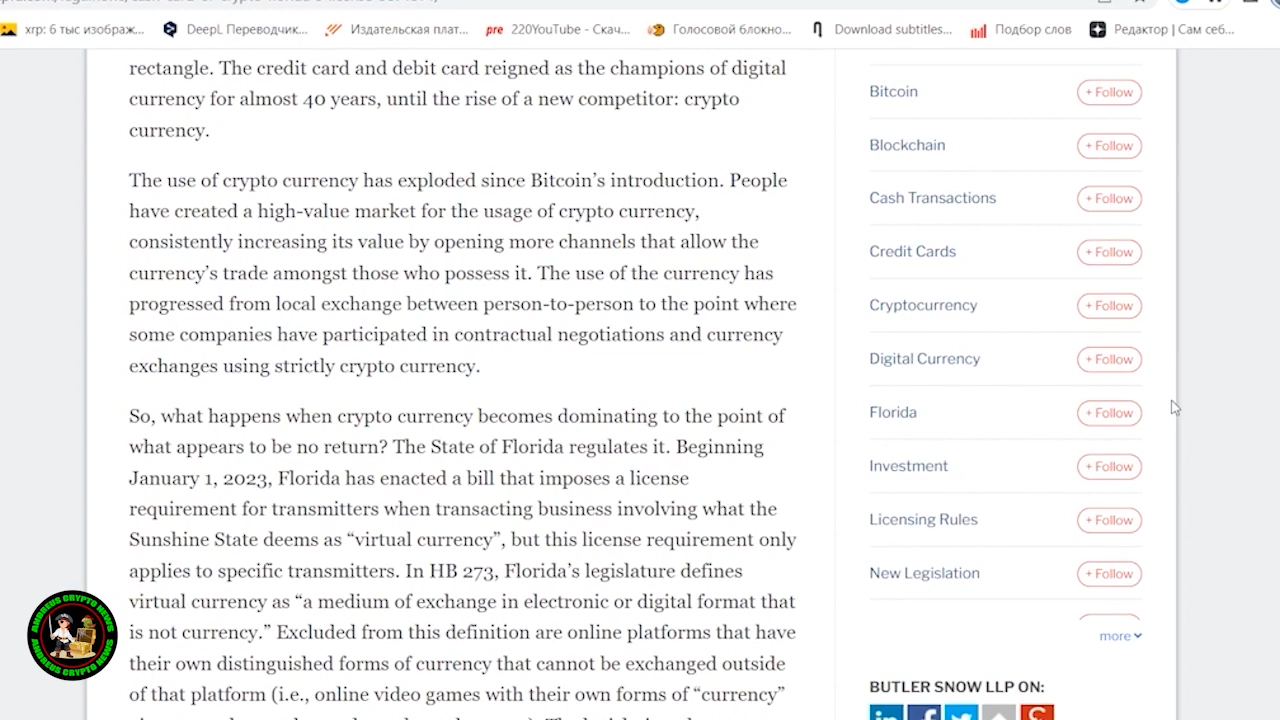 xrp: 6 тыс изображ...
DeepL Переводчик...
Издательская плат...
pre 220YouTube - Скач...
Голосовой блокно...
Download subtitles...
Подбор слов
Редактор | Сам себ...
rectangle. The credit card and debit card reigned as the champions of digital
currency for almost 40 years, until the rise of a new competitor: crypto
currency.
The use of crypto currency has exploded since Bitcoin’s introduction. People
have created a high-value market for the usage of crypto currency,
consistently increasing its value by opening more channels that allow the
currency’s trade amongst those who possess it. The use of the currency has
progressed from local exchange between person-to-person to the point where
some companies have participated in contractual negotiations and currency
exchanges using strictly crypto currency.
So, what happens when crypto currency becomes dominating to the point of
what appears to be no return? The State of Florida regulates it. Beginning
January 1, 2023, Florida has enacted a bill that imposes a license
requirement for transmitters when transacting business involving what the
Sunshine State deems as “virtual currency”, but this license requirement only
applies to specific transmitters. In HB 273, Florida’s legislature defines
virtual currency as “a medium of exchange in electronic or digital format that
is not currency.” Excluded from this definition are online platforms that have
their own distinguished forms of currency that cannot be exchanged outside
of that platform (i.e., online video games with their own forms of “currency”
Bitcoin + Follow
Blockchain + Follow
Cash Transactions + Follow
Credit Cards + Follow
Cryptocurrency + Follow
Digital Currency + Follow
Florida + Follow
Investment + Follow
Licensing Rules + Follow
New Legislation + Follow
more
BUTLER SNOW LLP ON:
ANDREUS CRYPTO NEWS
ANDREUS CRYPTO NEWS